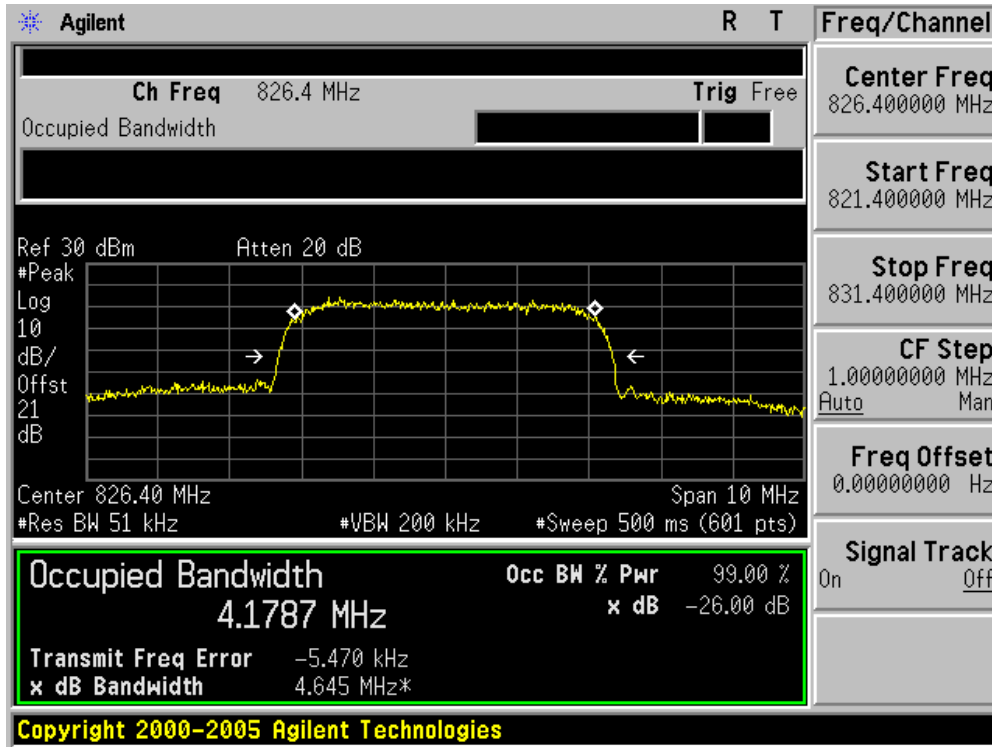 Agilent R T
Ch Freq 826.4 MHz Trig Free
Occupied Bandwidth
Ref 30 dBm Atten 20 dB
#Peak
Log
10
dB/
Offst
21
dB
Center 826.40 MHz Span 10 MHz
#Res BW 51 kHz #VBW 200 kHz #Sweep 500 ms (601 pts)
Occupied Bandwidth
4.1787 MHz
Occ BW % Pwr 99.00 %
x dB -26.00 dB
Transmit Freq Error -5.470 kHz
x dB Bandwidth 4.645 MHz*
Copyright 2000-2005 Agilent Technologies
Freq/Channel
Center Freq
826.400000 MHz
Start Freq
821.400000 MHz
Stop Freq
831.400000 MHz
CF Step
1.00000000 MHz
Auto Man
Freq Offset
0.00000000 Hz
Signal Track
On Off